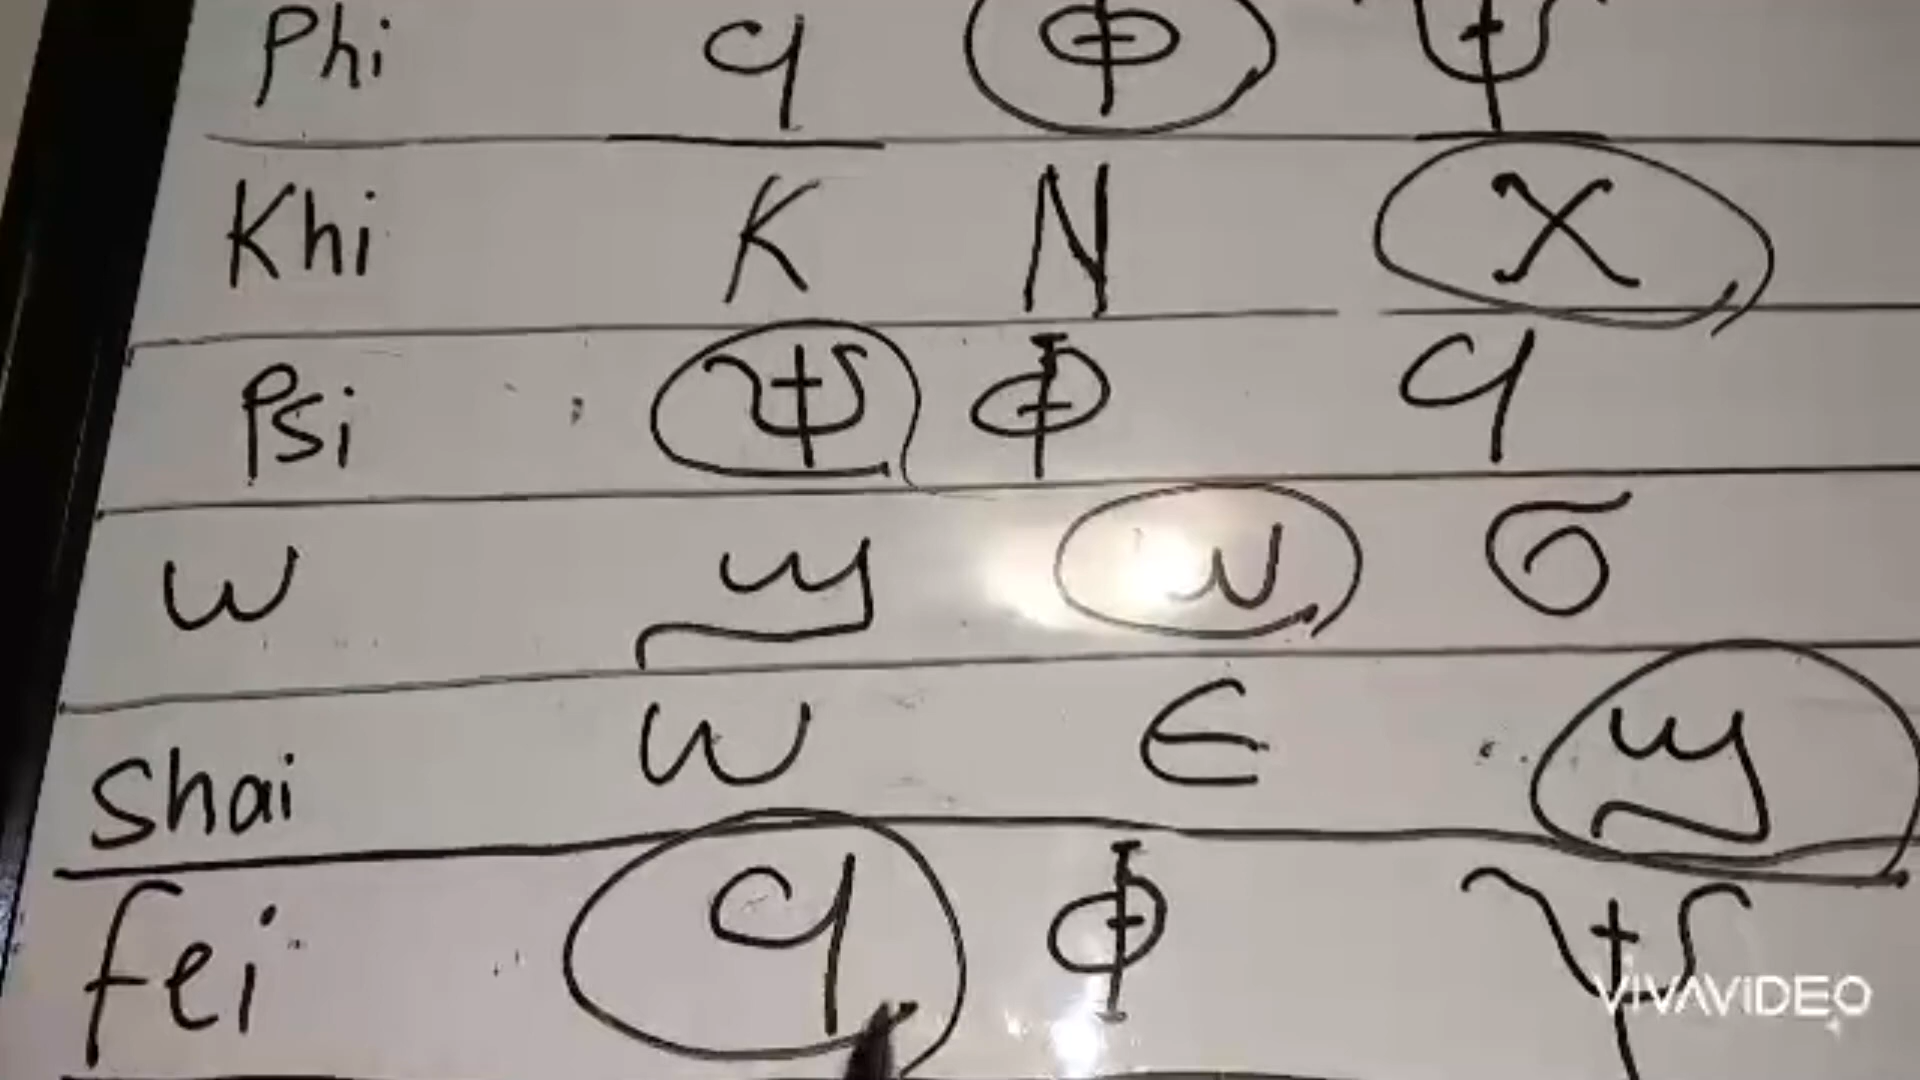 Phi ϥ ⲫ ⲯ
Khi K N ⲭ
Psi ⲯ ⲫ ϥ
ⲱ ϣ ⲱ ⲋ
Shai ⲱ ⲉ ϣ
Fei ϥ ⲫ ⲯ
VIVAVIDEO